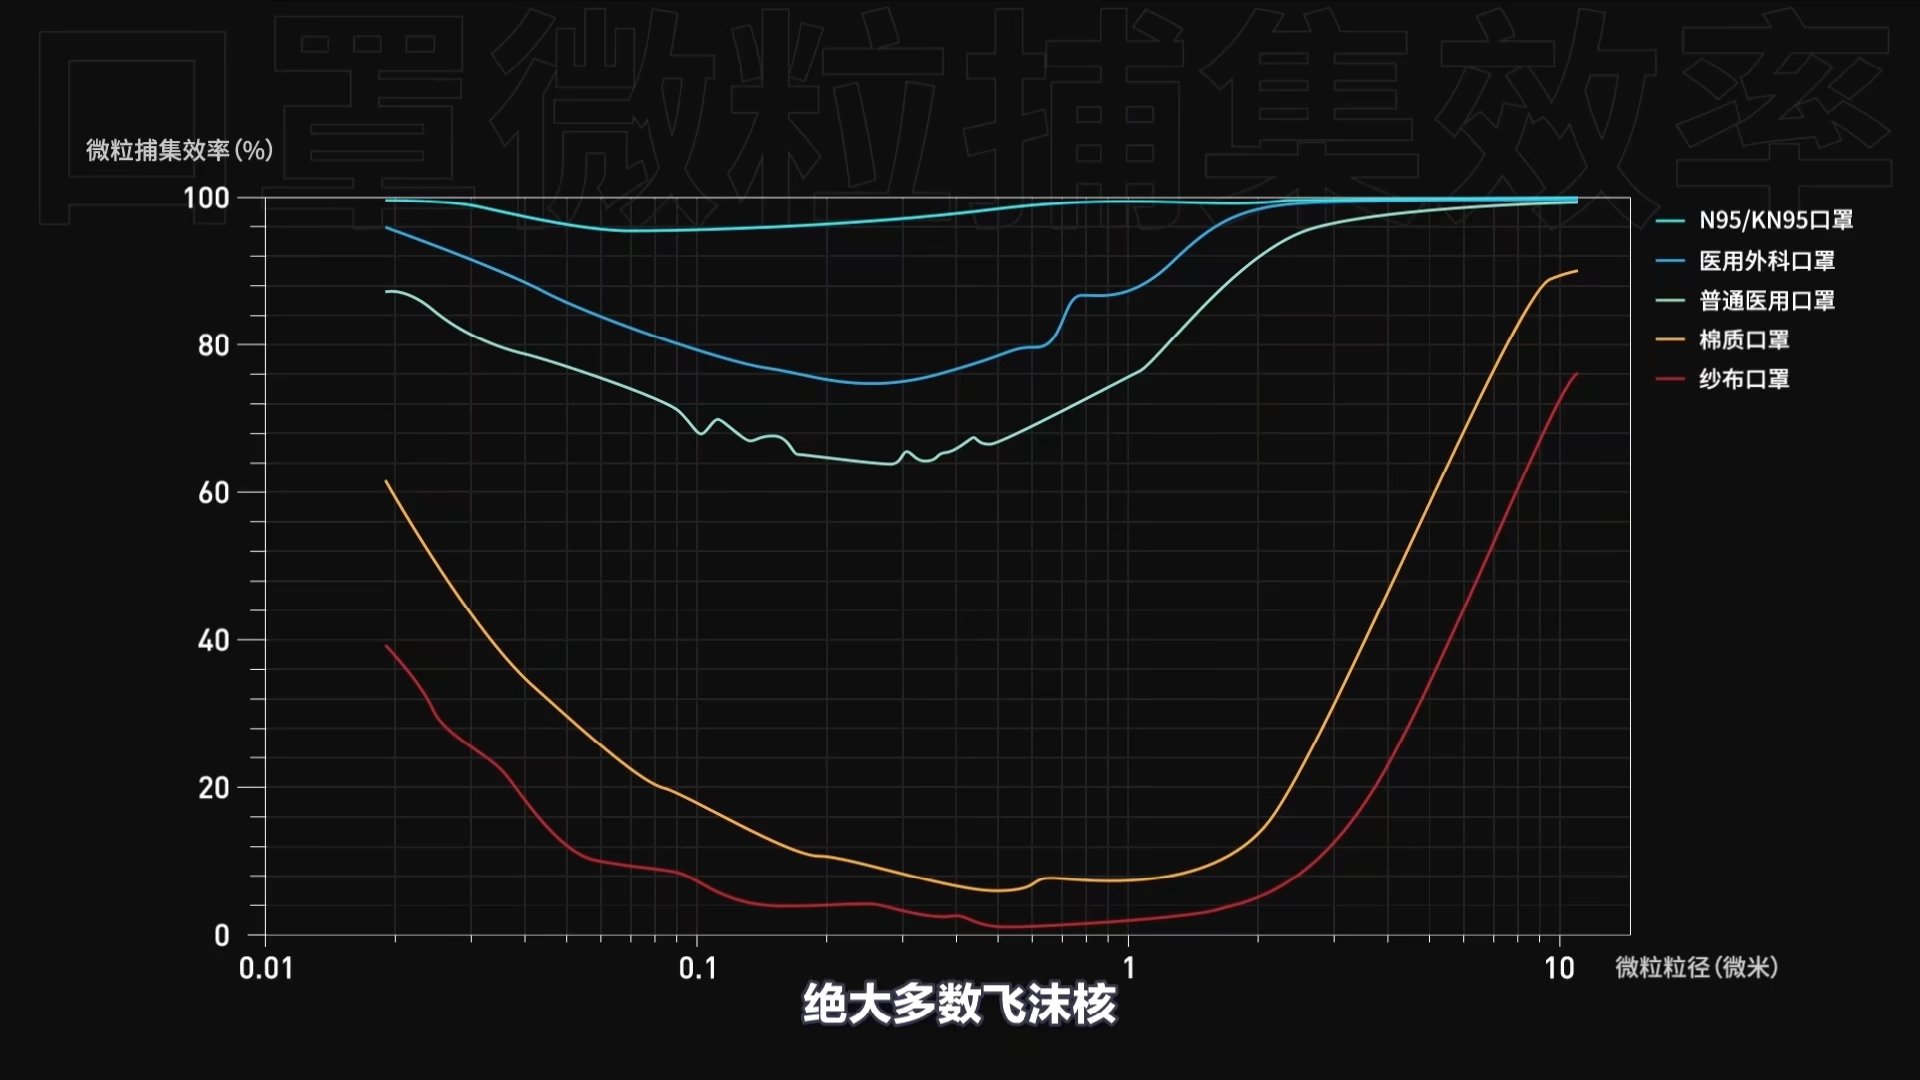 口罩微粒捕集效率
微粒捕集效率(%)
100
80
60
40
20
0
0.01
0.1
1
10
微粒粒径(微米)
N95/KN95口罩
医用外科口罩
普通医用口罩
棉质口罩
纱布口罩
绝大多数飞沫核